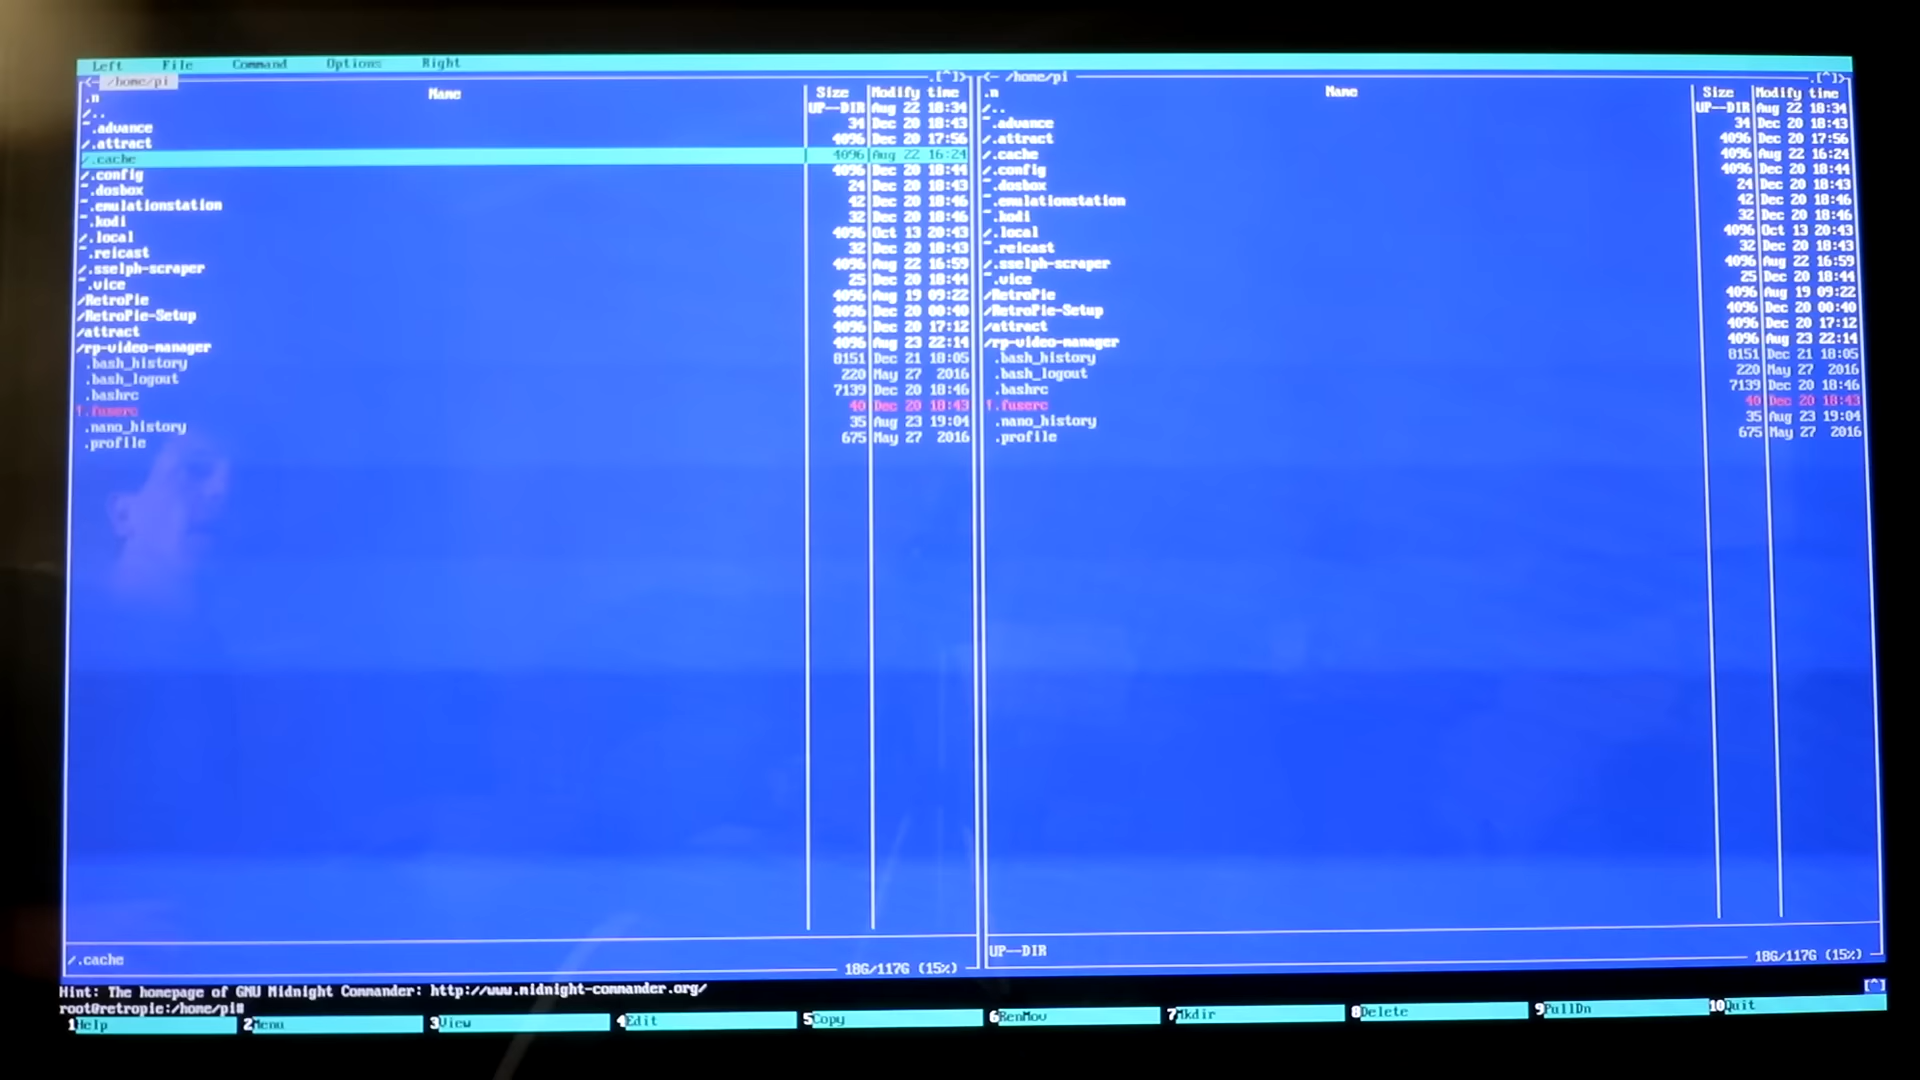 Left File Command Options Right
<- /home/pi .[^]>
.n Name Size Modify time
/.. UP--DIR Aug 22 18:34
~.advance 34 Dec 20 18:43
/.attract 4096 Dec 20 17:56
/.cache 4096 Aug 22 16:24
/.config 4096 Dec 20 18:44
~.dosbox 24 Dec 20 18:43
~.emulationstation 42 Dec 20 18:46
~.kodi 32 Dec 20 18:46
/.local 4096 Oct 13 20:43
~.reicast 32 Dec 20 18:43
/.sselph-scraper 4096 Aug 22 16:59
~.vice 25 Dec 20 18:44
/RetroPie 4096 Aug 19 09:22
/RetroPie-Setup 4096 Dec 20 00:40
/attract 4096 Dec 20 17:12
/rp-video-manager 4096 Aug 23 22:14
.bash_history 8151 Dec 21 18:05
.bash_logout 220 May 27 2016
.bashrc 7139 Dec 20 18:46
!.fuserc 40 Dec 20 18:43
.nano_history 35 Aug 23 19:04
.profile 675 May 27 2016
/.cache
18G/117G (15%)
<- /home/pi .[^]>
.n Name Size Modify time
/.. UP--DIR Aug 22 18:34
~.advance 34 Dec 20 18:43
/.attract 4096 Dec 20 17:56
/.cache 4096 Aug 22 16:24
/.config 4096 Dec 20 18:44
~.dosbox 24 Dec 20 18:43
~.emulationstation 42 Dec 20 18:46
~.kodi 32 Dec 20 18:46
/.local 4096 Oct 13 20:43
~.reicast 32 Dec 20 18:43
/.sselph-scraper 4096 Aug 22 16:59
~.vice 25 Dec 20 18:44
/RetroPie 4096 Aug 19 09:22
/RetroPie-Setup 4096 Dec 20 00:40
/attract 4096 Dec 20 17:12
/rp-video-manager 4096 Aug 23 22:14
.bash_history 8151 Dec 21 18:05
.bash_logout 220 May 27 2016
.bashrc 7139 Dec 20 18:46
!.fuserc 40 Dec 20 18:43
.nano_history 35 Aug 23 19:04
.profile 675 May 27 2016
UP--DIR
18G/117G (15%)
Hint: The homepage of GNU Midnight Commander: http://www.midnight-commander.org/
root@retropie:/home/pi# [^]
1Help 2Menu 3View 4Edit 5Copy 6RenMov 7Mkdir 8Delete 9PullDn 10Quit